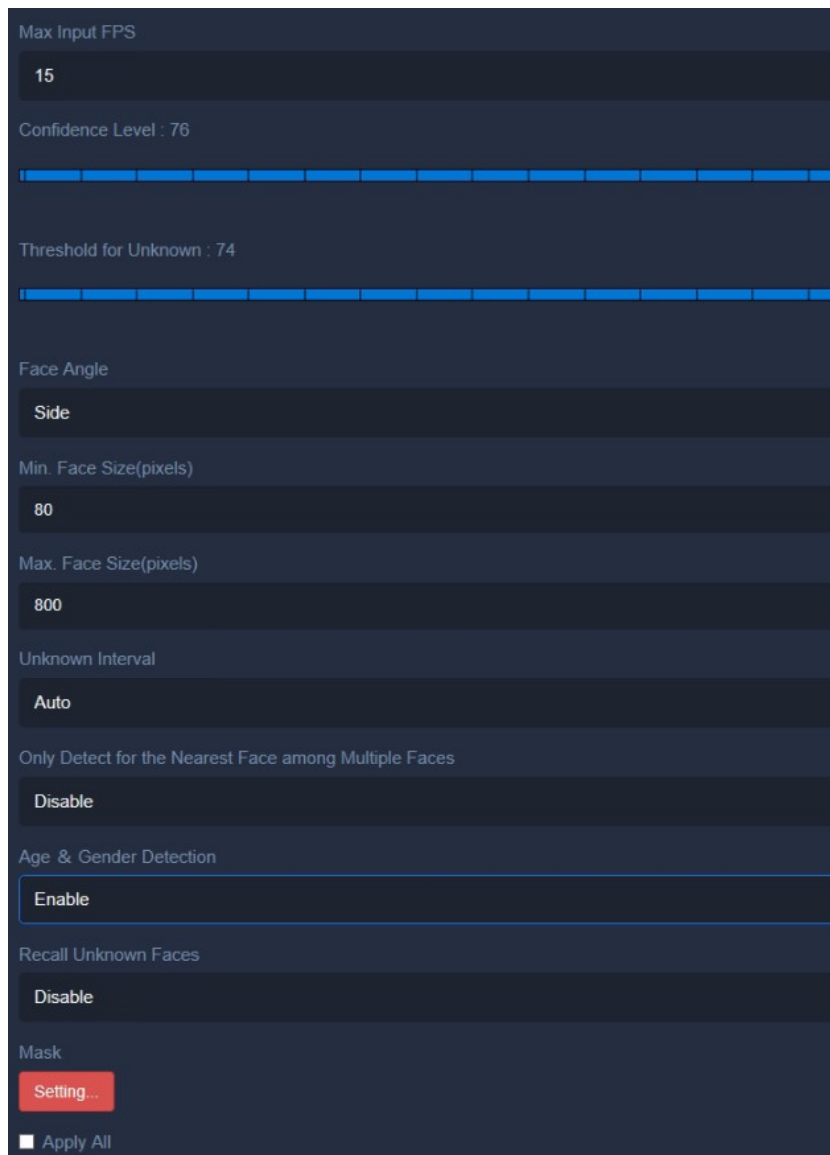 Max Input FPS
15
Confidence Level : 76
Threshold for Unknown : 74
Face Angle
Side
Min. Face Size(pixels)
80
Max. Face Size(pixels)
800
Unknown Interval
Auto
Only Detect for the Nearest Face among Multiple Faces
Disable
Age & Gender Detection
Enable
Recall Unknown Faces
Disable
Mask
Setting...
Apply All